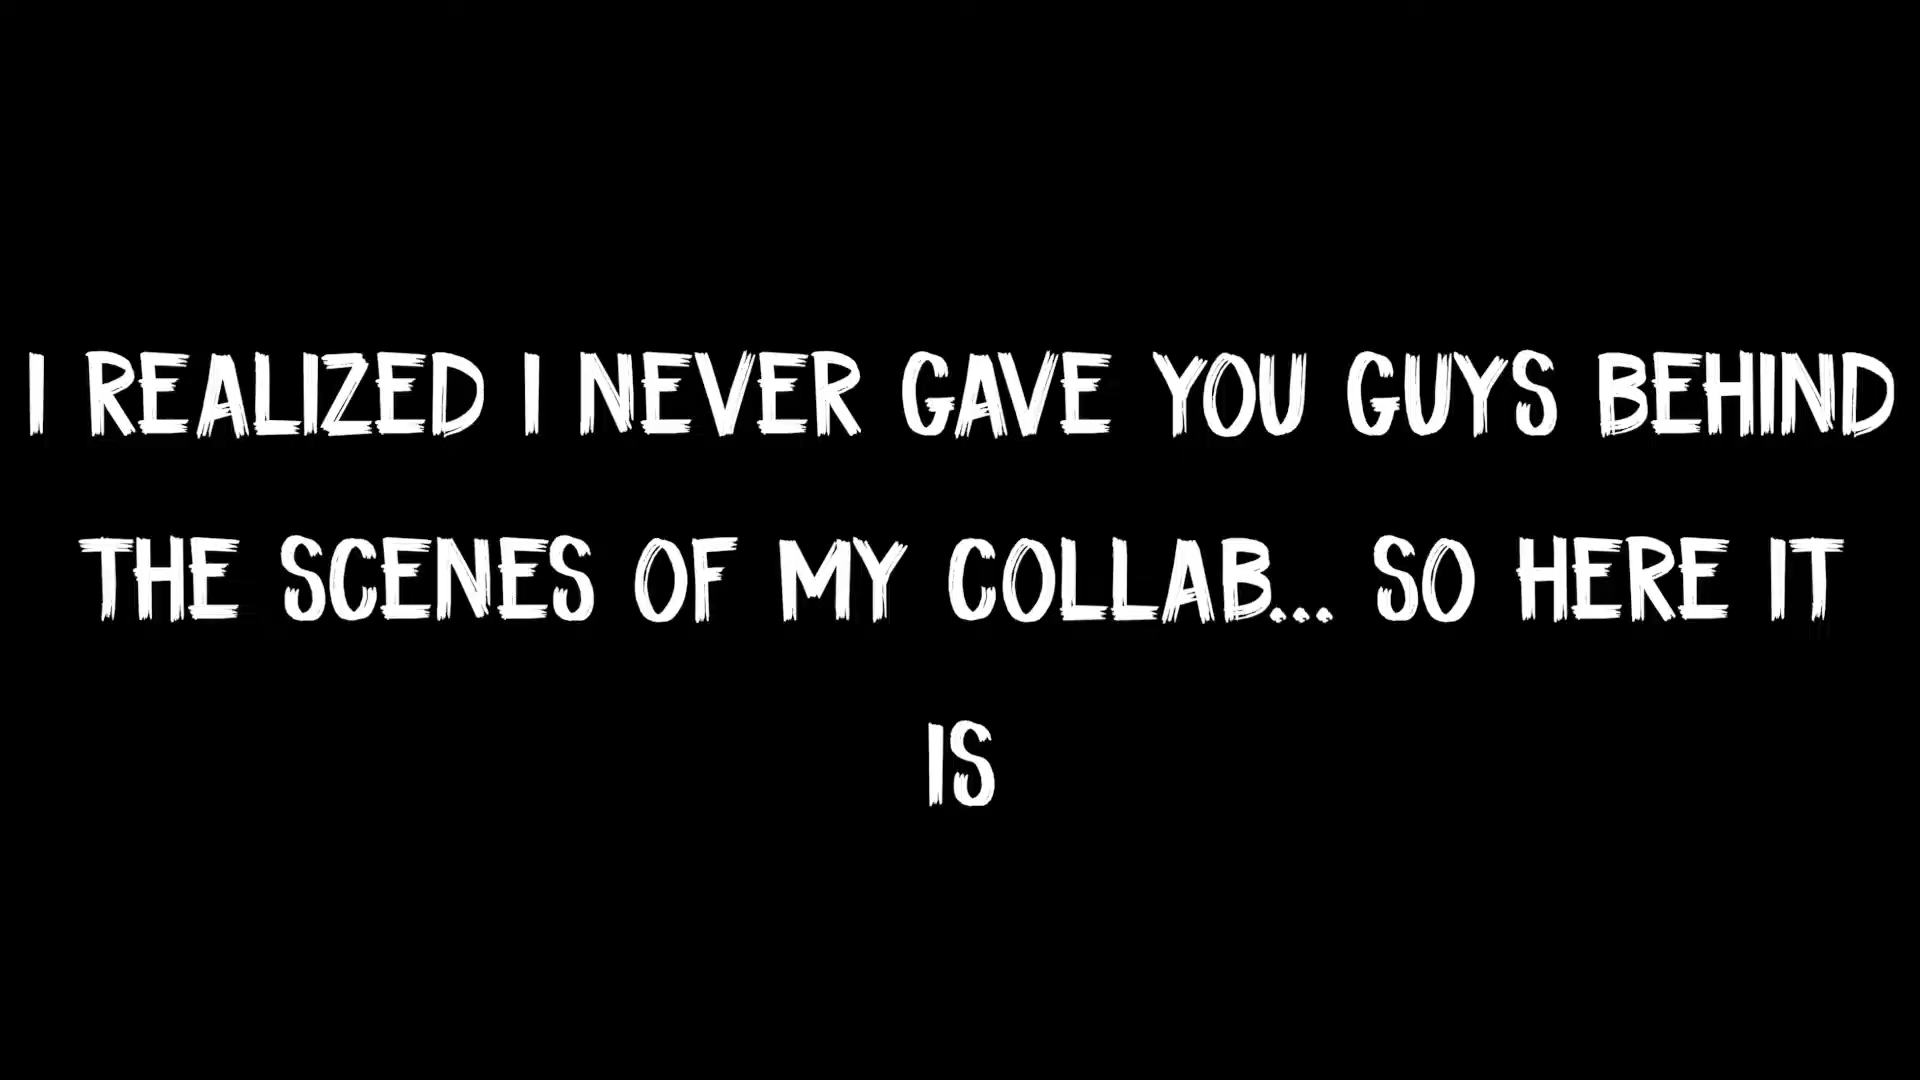 I REALIZED I NEVER GAVE YOU GUYS BEHIND
THE SCENES OF MY COLLAB... SO HERE IT
IS